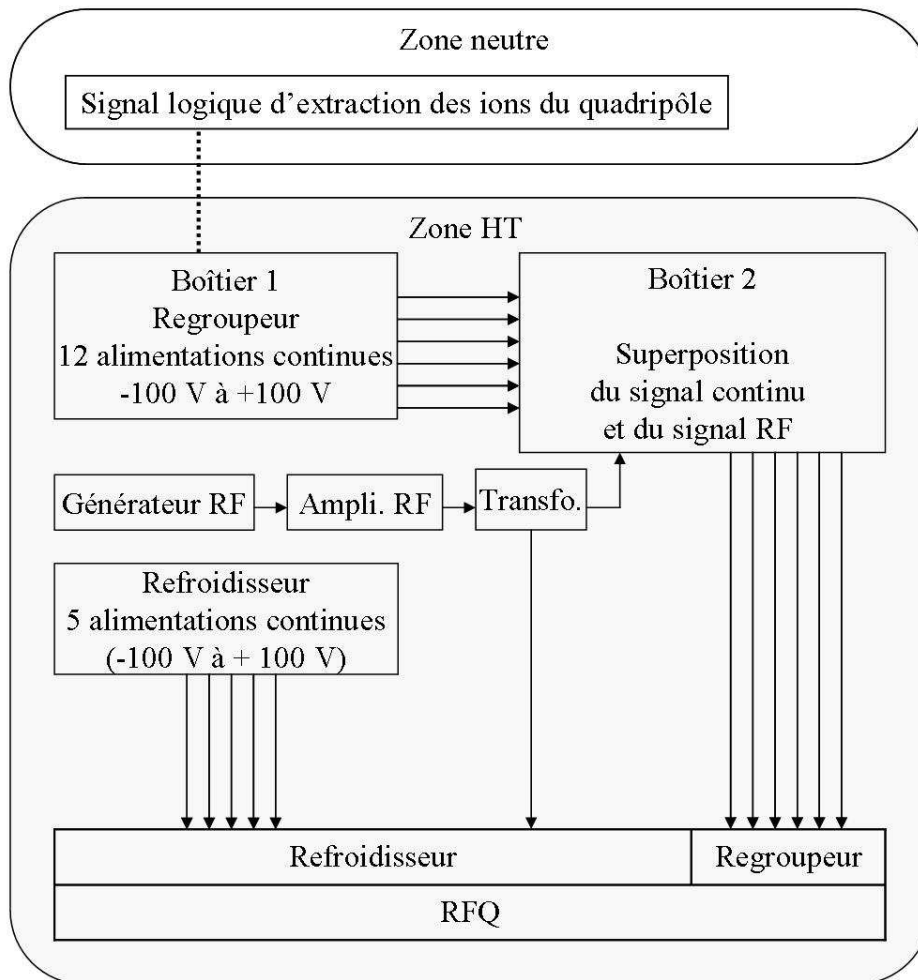 Zone neutre
Signal logique d’extraction des ions du quadripôle
Zone HT
Boîtier 1
Regroupeur
12 alimentations continues
-100 V à +100 V
Boîtier 2
Superposition
du signal continu
et du signal RF
Générateur RF
Ampli. RF
Transfo.
Refroidisseur
5 alimentations continues
(-100 V à + 100 V)
Refroidisseur
Regroupeur
RFQ